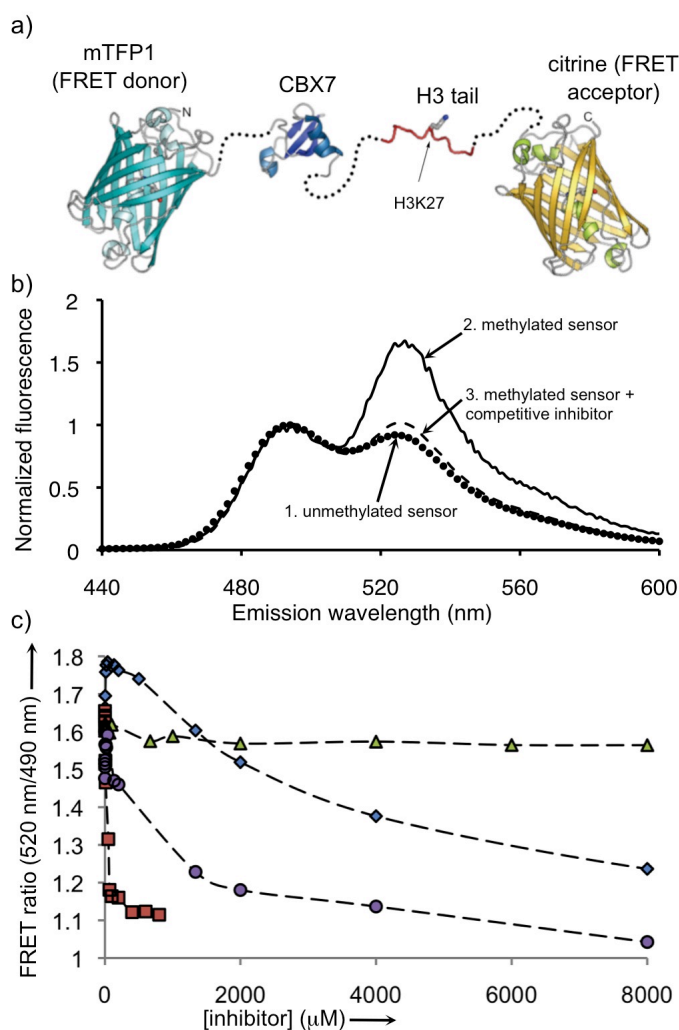 a)
mTFP1
(FRET donor)
CBX7
H3 tail
citrine (FRET
acceptor)
N
C
H3K27
b)
Normalized fluorescence
2
1.5
1
0.5
0
2. methylated sensor
3. methylated sensor +
competitive inhibitor
1. unmethylated sensor
440 480 520 560 600
Emission wavelength (nm)
c)
FRET ratio (520 nm/490 nm)
1.8
1.7
1.6
1.5
1.4
1.3
1.2
1.1
1
0 2000 4000 6000 8000
[inhibitor] (μM)